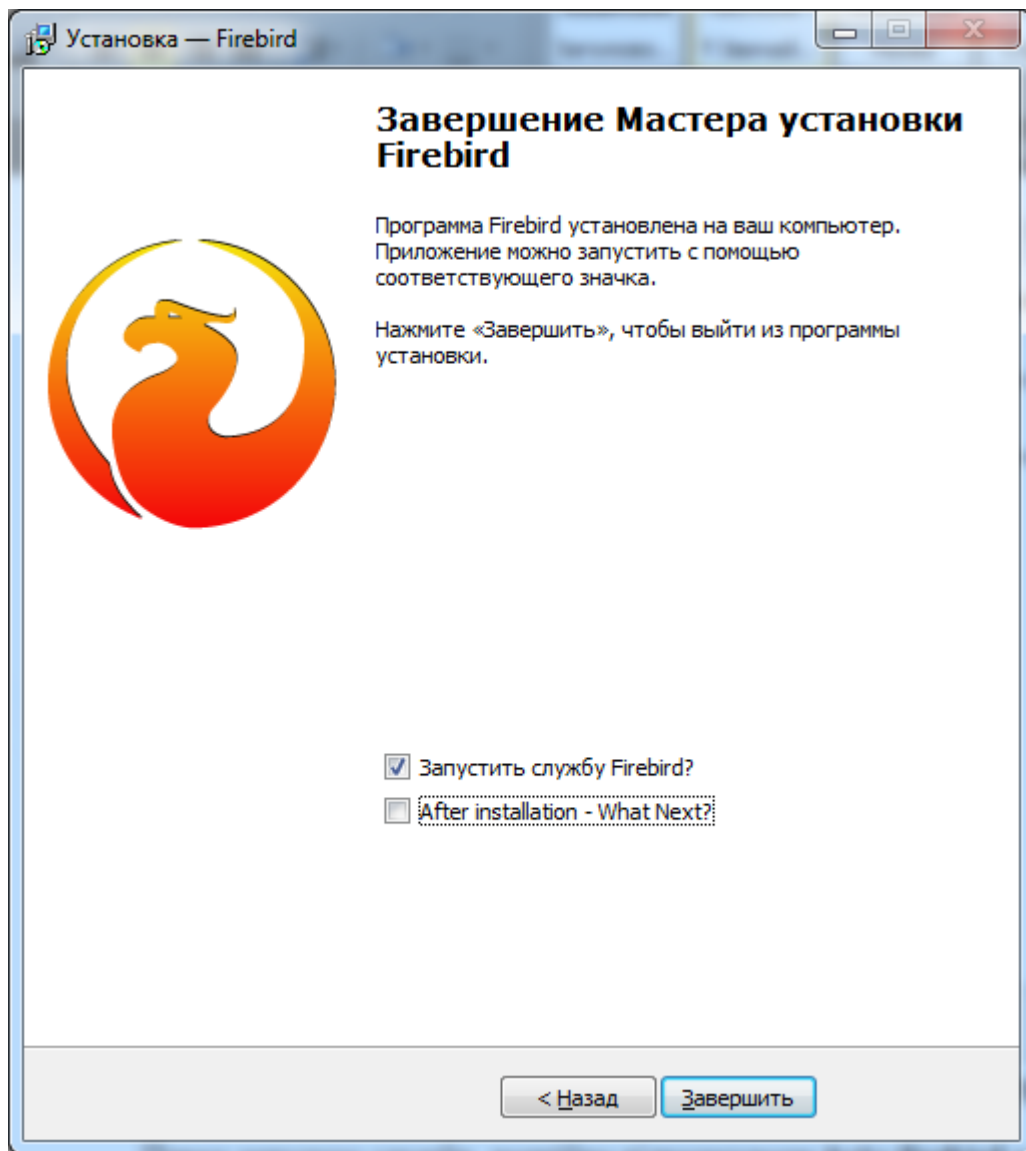 Установка — Firebird
Завершение Мастера установки
Firebird
Программа Firebird установлена на ваш компьютер.
Приложение можно запустить с помощью
соответствующего значка.
Нажмите «Завершить», чтобы выйти из программы
установки.
Запустить службу Firebird?
After installation - What Next?
< Назад
Завершить